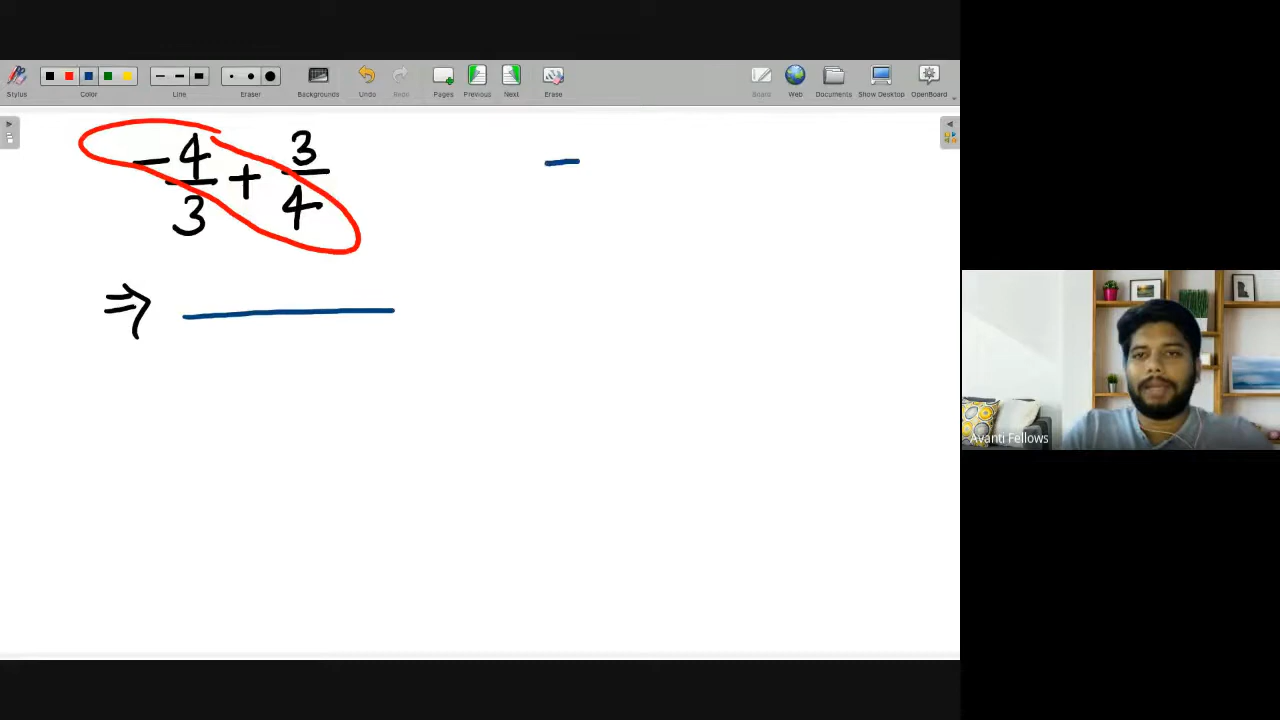 Stylus Color Line Eraser Backgrounds Undo Redo Pages Previous Next Erase Board Web Documents Show Desktop OpenBoard
-4/3 + 3/4 –
⇒
Avanti Fellows